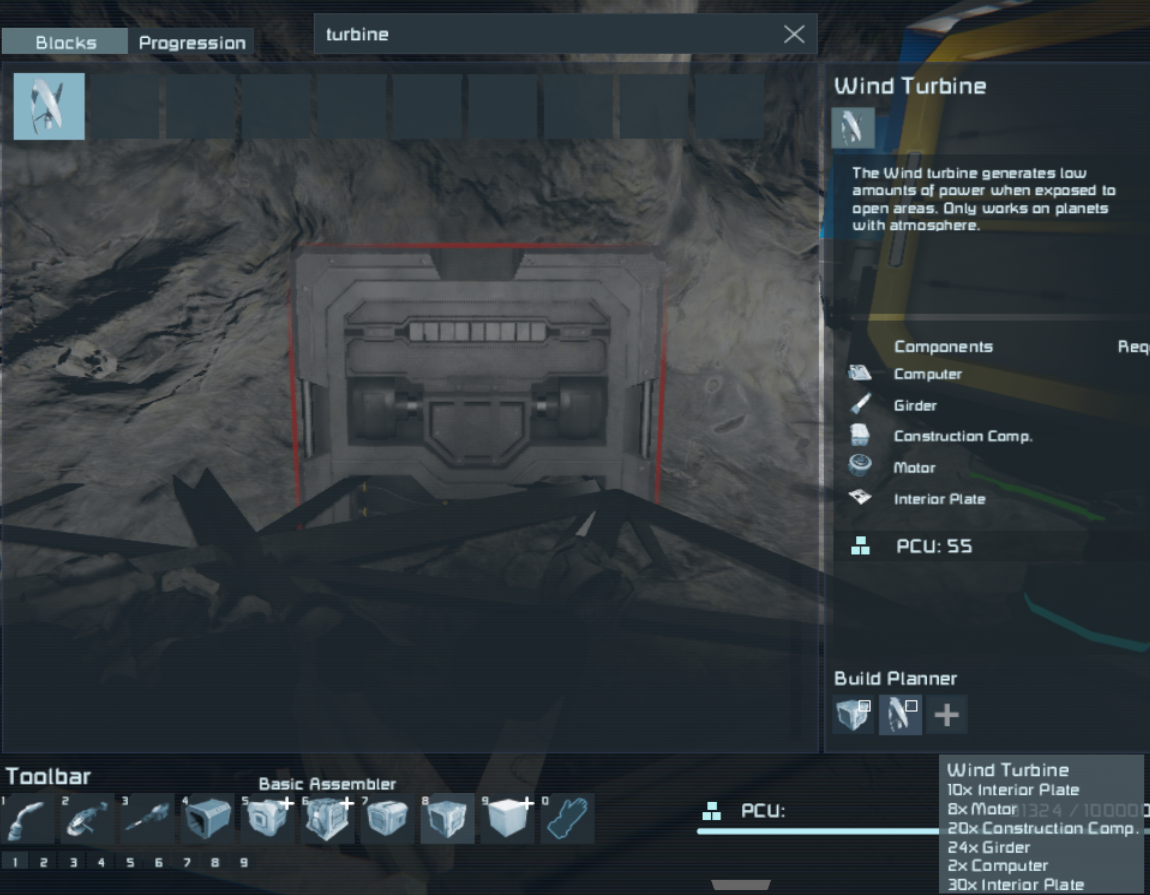 Blocks
Progression
turbine
Wind Turbine
The Wind turbine generates low
amounts of power when exposed to
open areas. Only works on planets
with atmosphere.
Components
Req
Computer
Girder
Construction Comp.
Motor
Interior Plate
PCU: 55
Build Planner
Toolbar
Basic Assembler
1 2 3 4 5 6 7 8 9 0
1 2 3 4 5 6 7 8 9
PCU:
Wind Turbine
10x Interior Plate
8x Motor
20x Construction Comp.
24x Girder
2x Computer
30x Interior Plate